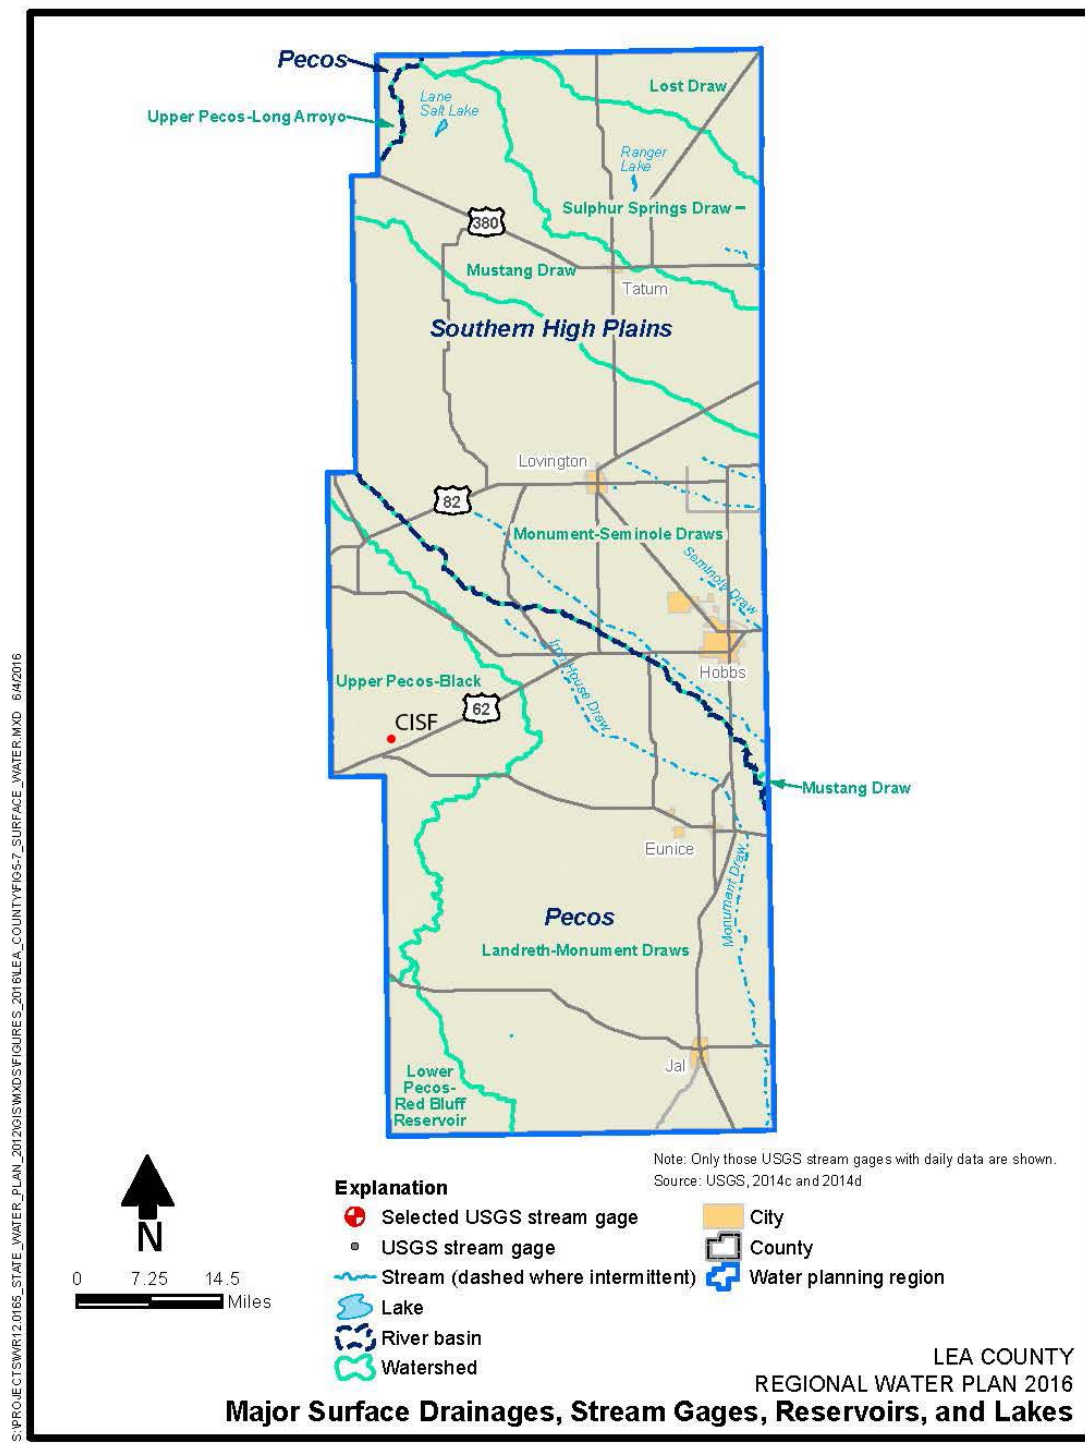 Pecos
Upper Pecos-Long Arroyo
Lane
Salt Lake
Lost Draw
Ranger
Lake
Sulphur Springs Draw
380
Mustang Draw
Tatum
Southern High Plains
Lovington
82
Monument-Seminole Draws
Seminole Draw
Iron House Draw
Hobbs
Upper Pecos-Black
62
CISF
Mustang Draw
Eunice
Monument Draw
Pecos
Landreth-Monument Draws
Jal
Lower
Pecos-
Red Bluff
Reservoir
N
0 7.25 14.5
Miles
Note: Only those USGS stream gages with daily data are shown.
Source: USGS, 2014c and 2014d
Explanation
Selected USGS stream gage
USGS stream gage
Stream (dashed where intermittent)
Lake
River basin
Watershed
City
County
Water planning region
S:\PROJECTS\WR12.0165_STATE_WATER_PLAN_2012\GIS\MXDS\FIGURES_2016\LEA_COUNTY\FIG5-7_SURFACE_WATER.MXD 6/4/2016
LEA COUNTY
REGIONAL WATER PLAN 2016
Major Surface Drainages, Stream Gages, Reservoirs, and Lakes